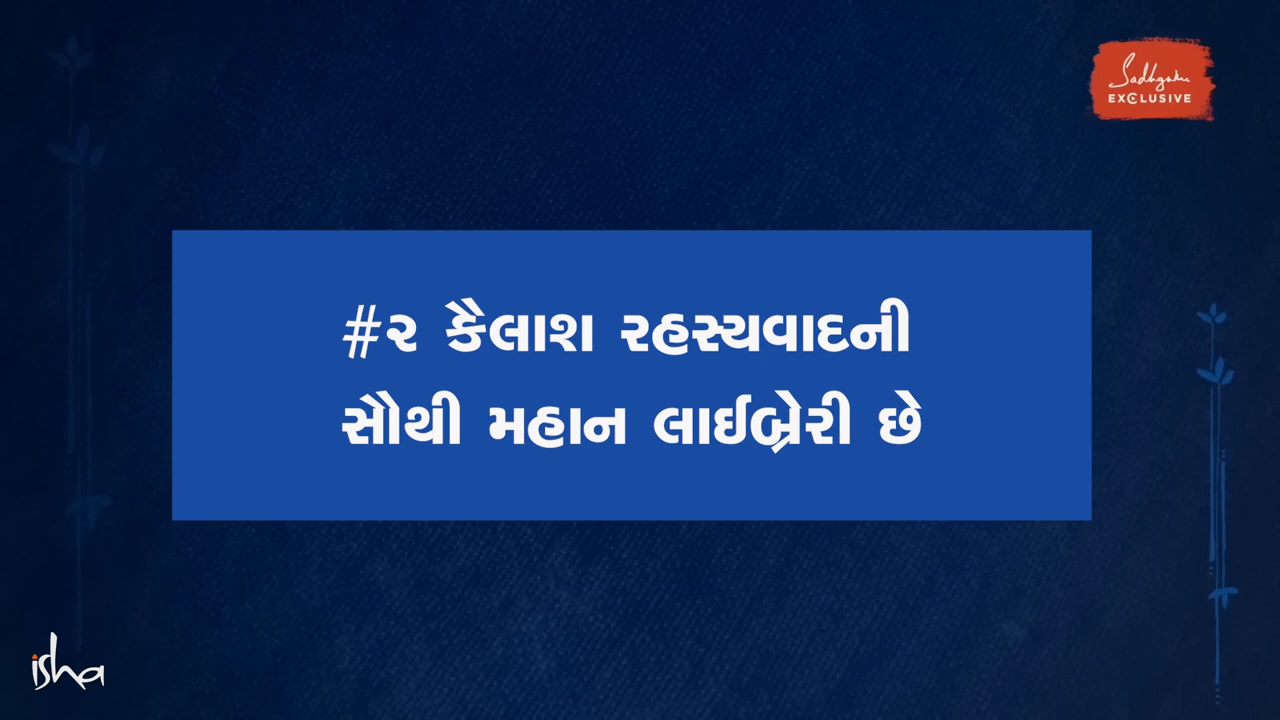 Sadhguru
EXCLUSIVE
#૨ કૈલાશ રહસ્યવાદની
સૌથી મહાન લાઈબ્રેરી છે
isha